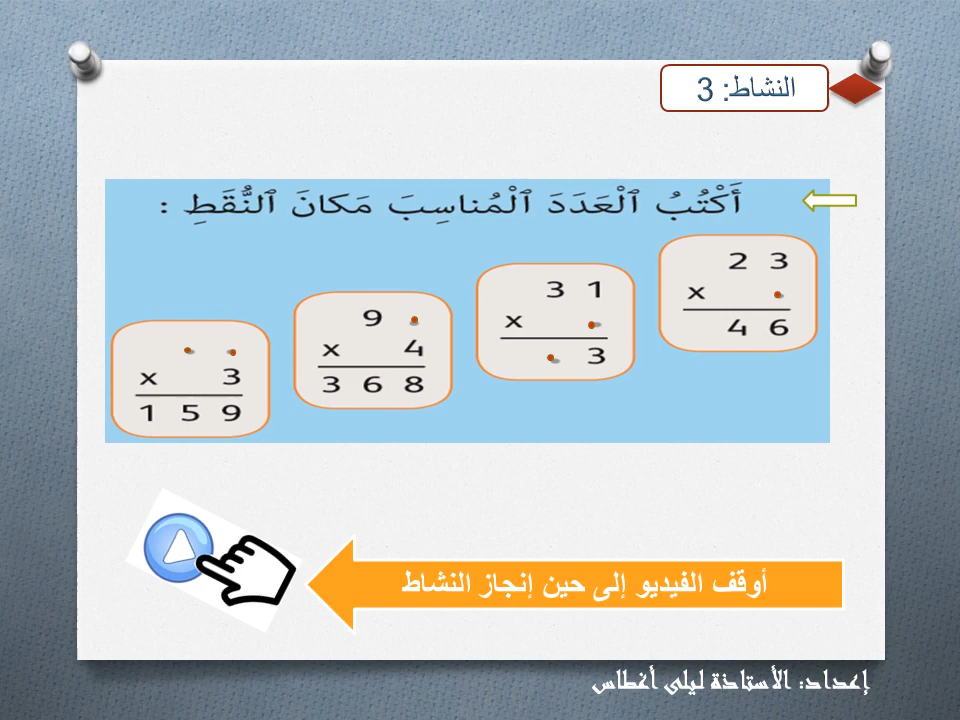 النشاط: 3
أَكْتُبُ ٱلْعَدَدَ ٱلْمُناسِبَ مَكانَ ٱلنُّقَطِ :
2 3
x .
4 6
3 1
x .
. 3
9 .
x 4
3 6 8
. .
x 3
1 5 9
أوقف الفيديو إلى حين إنجاز النشاط
إعداد: الأستاذة ليلى أغطاس